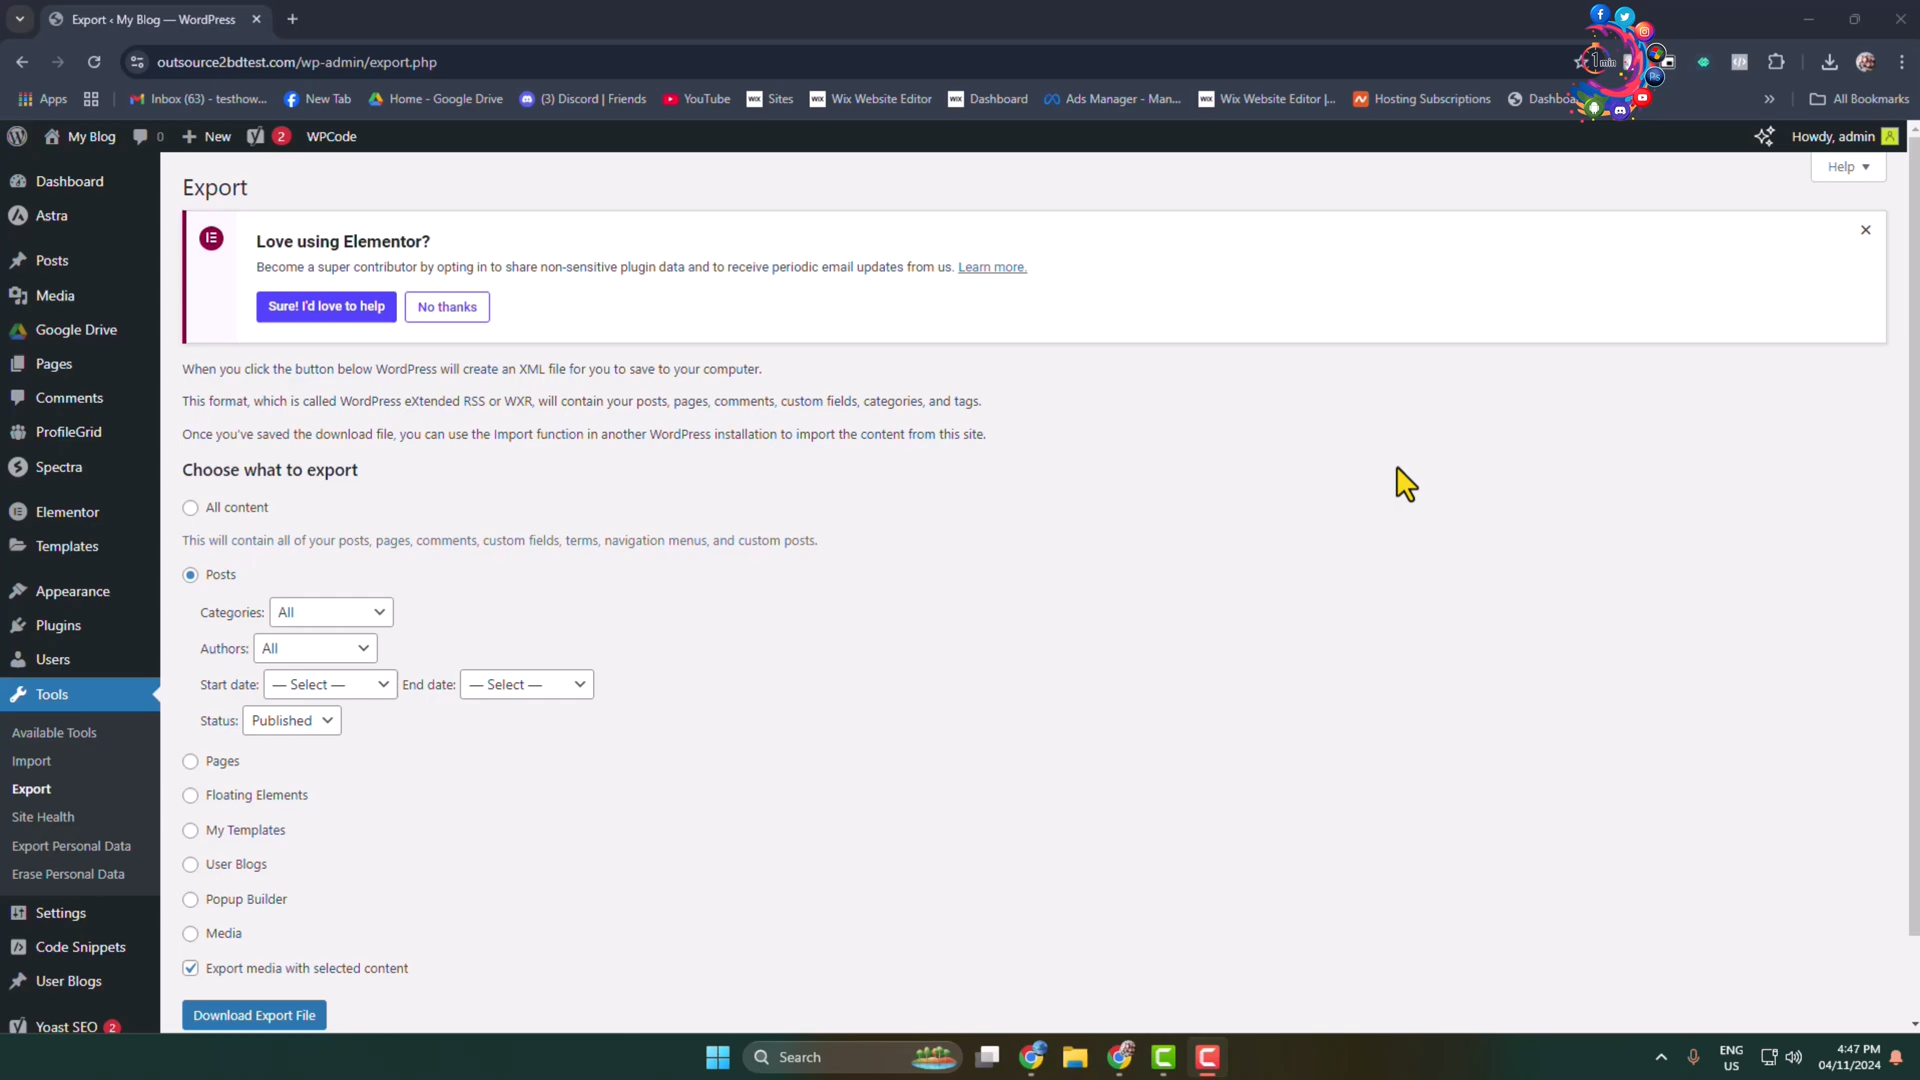 Export ‹ My Blog — WordPress
outsource2bdtest.com/wp-admin/export.php
1min
Ps
Apps
Inbox (63) - testhow...
New Tab
Home - Google Drive
(3) Discord | Friends
YouTube
WIX Sites
WIX Wix Website Editor
WIX Dashboard
Ads Manager - Man...
WIX Wix Website Editor |...
Hosting Subscriptions
» All Bookmarks
My Blog
0
New
2
WPCode
Howdy, admin
Help
Dashboard
Astra
Posts
Media
Google Drive
Pages
Comments
ProfileGrid
Spectra
Elementor
Templates
Appearance
Plugins
Users
Tools
Available Tools
Import
Export
Site Health
Export Personal Data
Erase Personal Data
Settings
Code Snippets
User Blogs
Yoast SEO 2
Export
Love using Elementor?
Become a super contributor by opting in to share non-sensitive plugin data and to receive periodic email updates from us. Learn more.
Sure! I'd love to help
No thanks
When you click the button below WordPress will create an XML file for you to save to your computer.
This format, which is called WordPress eXtended RSS or WXR, will contain your posts, pages, comments, custom fields, categories, and tags.
Once you've saved the download file, you can use the Import function in another WordPress installation to import the content from this site.
Choose what to export
All content
This will contain all of your posts, pages, comments, custom fields, terms, navigation menus, and custom posts.
Posts
Categories: All
Authors: All
Start date: — Select — End date: — Select —
Status: Published
Pages
Floating Elements
My Templates
User Blogs
Popup Builder
Media
Export media with selected content
Download Export File
Search
ENG
US
4:47 PM
04/11/2024